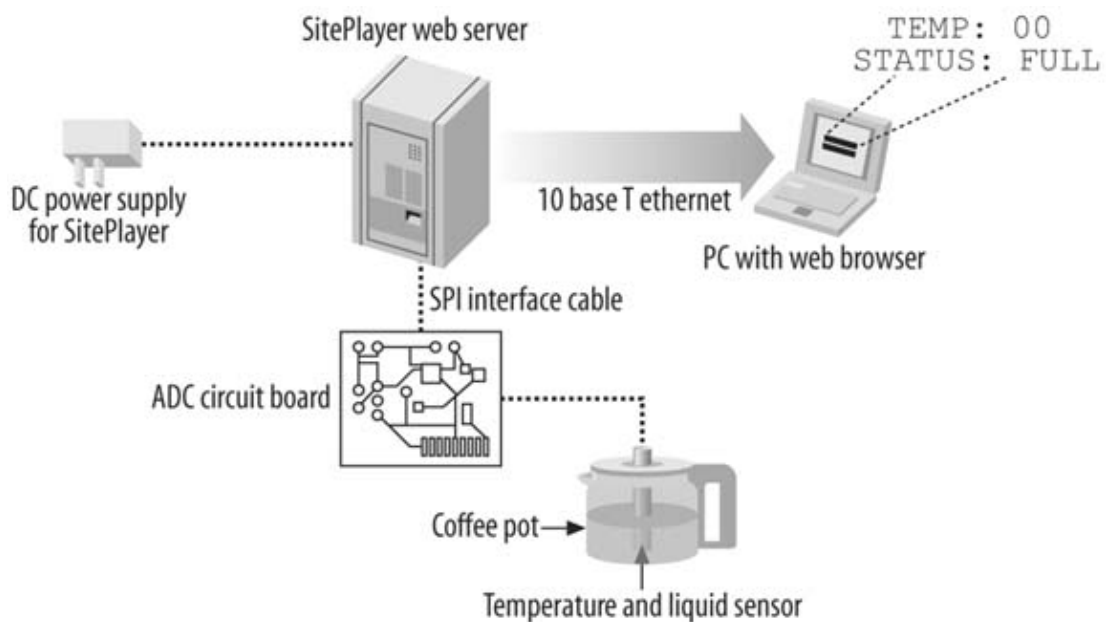 SitePlayer web server
TEMP: 00
STATUS: FULL
DC power supply
for SitePlayer
10 base T ethernet
PC with web browser
SPI interface cable
ADC circuit board
Coffee pot
Temperature and liquid sensor